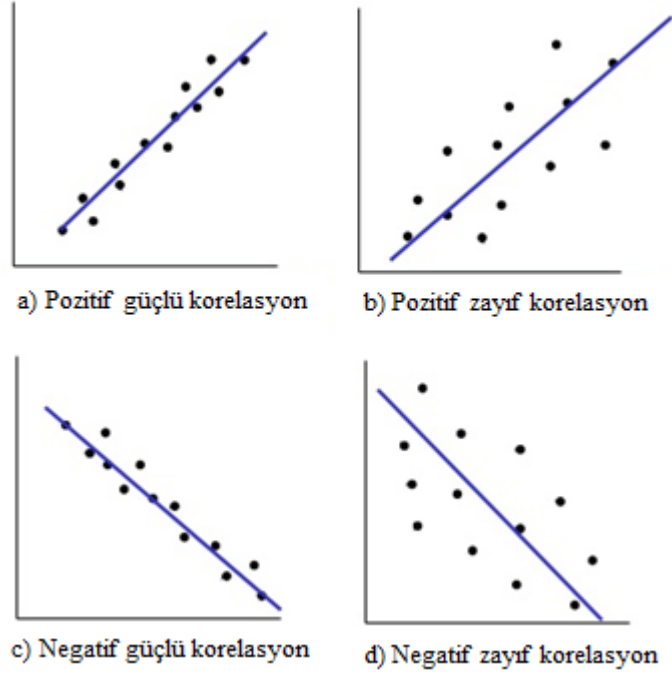 a) Pozitif güçlü korelasyon
b) Pozitif zayıf korelasyon
c) Negatif güçlü korelasyon
d) Negatif zayıf korelasyon